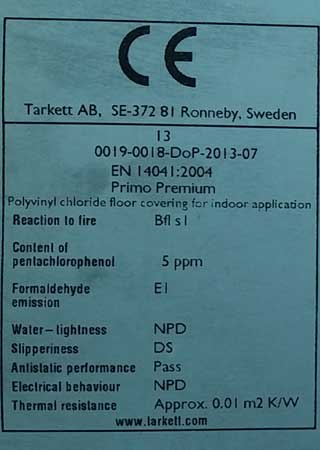 CE
Tarkett AB, SE-372 81 Ronneby, Sweden
13
0019-0018-DoP-2013-07
EN 14041:2004
Primo Premium
Polyvinyl chloride floor covering for indoor application
Reaction to fire Bfl s1
Content of
pentachlorophenol 5 ppm
Formaldehyde E1
emission
Water-tightness NPD
Slipperiness DS
Antistatic performance Pass
Electrical behaviour NPD
Thermal resistance Approx. 0.01 m2 K/W
www.tarkett.com